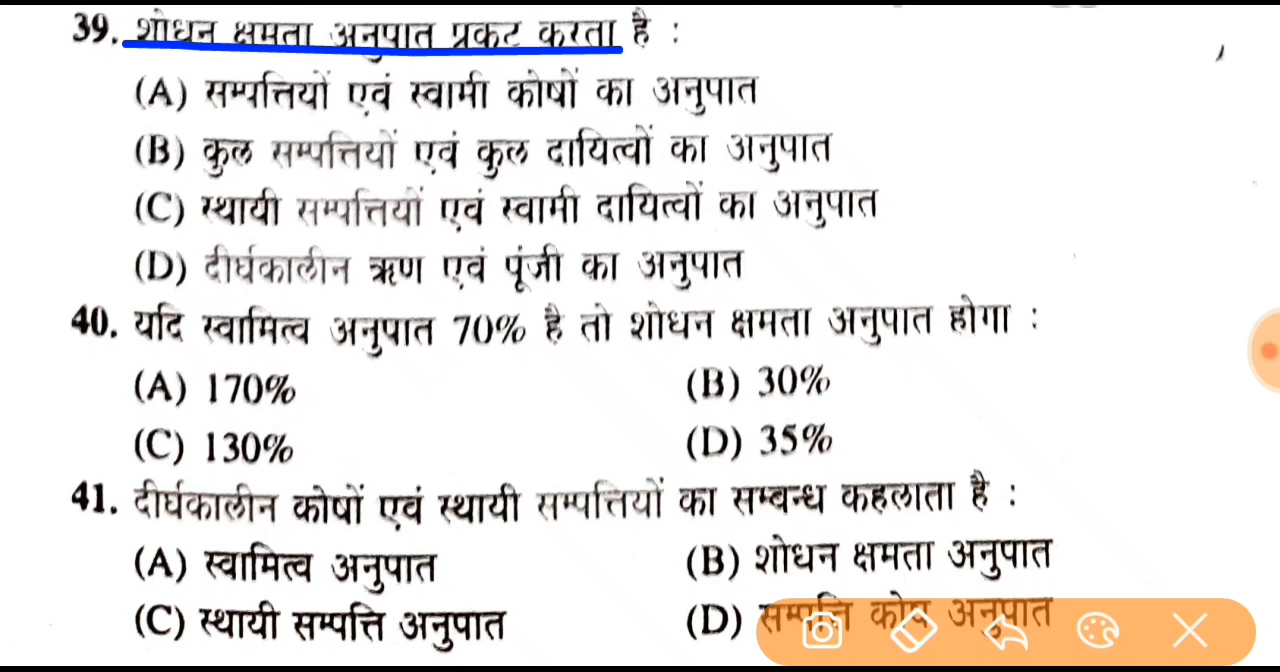 39. शोधन क्षमता अनुपात प्रकट करता है :
(A) सम्पत्तियों एवं स्वामी कोषों का अनुपात
(B) कुल सम्पत्तियों एवं कुल दायित्वों का अनुपात
(C) स्थायी सम्पत्तियों एवं स्वामी दायित्वों का अनुपात
(D) दीर्घकालीन ऋण एवं पूंजी का अनुपात
40. यदि स्वामित्व अनुपात 70% है तो शोधन क्षमता अनुपात होगा :
(A) 170% (B) 30%
(C) 130% (D) 35%
41. दीर्घकालीन कोषों एवं स्थायी सम्पत्तियों का सम्बन्ध कहलाता है :
(A) स्वामित्व अनुपात (B) शोधन क्षमता अनुपात
(C) स्थायी सम्पत्ति अनुपात (D) सम्पत्ति कोष अनुपात